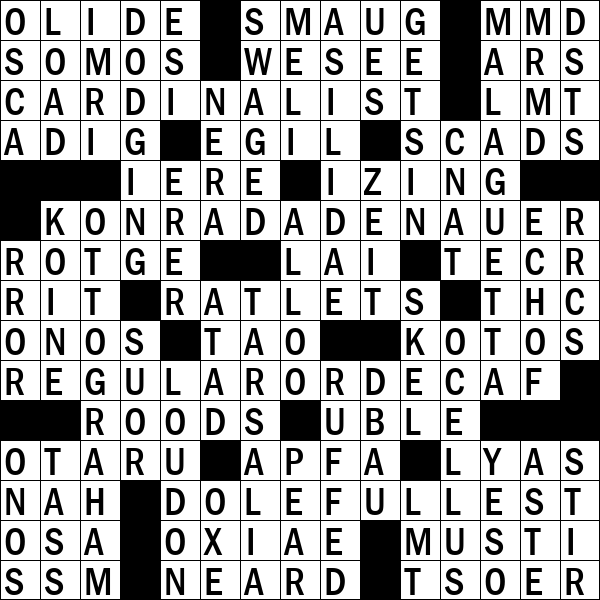 OLIDE SMAUG MMD
SOMOS WESEE ARS
CARDINALIST LMT
ADIG EGIL SCADS
IERE IZING
KONRADADENAUER
ROTGE LAI TECR
RIT RATLETS THC
ONOS TAO KOTOS
REGULARORDECAF
ROODS UBLE
OTARU APFA LYAS
NAH DOLEFULLEST
OSA OXIAE MUSTI
SSM NEARD TSOER